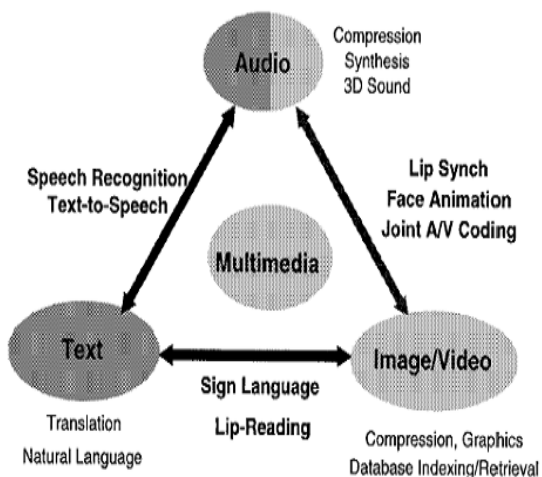 Audio
Compression
Synthesis
3D Sound
Speech Recognition
Text-to-Speech
Lip Synch
Face Animation
Joint A/V Coding
Multimedia
Text
Image/Video
Sign Language
Lip-Reading
Translation
Natural Language
Compression, Graphics
Database Indexing/Retrieval